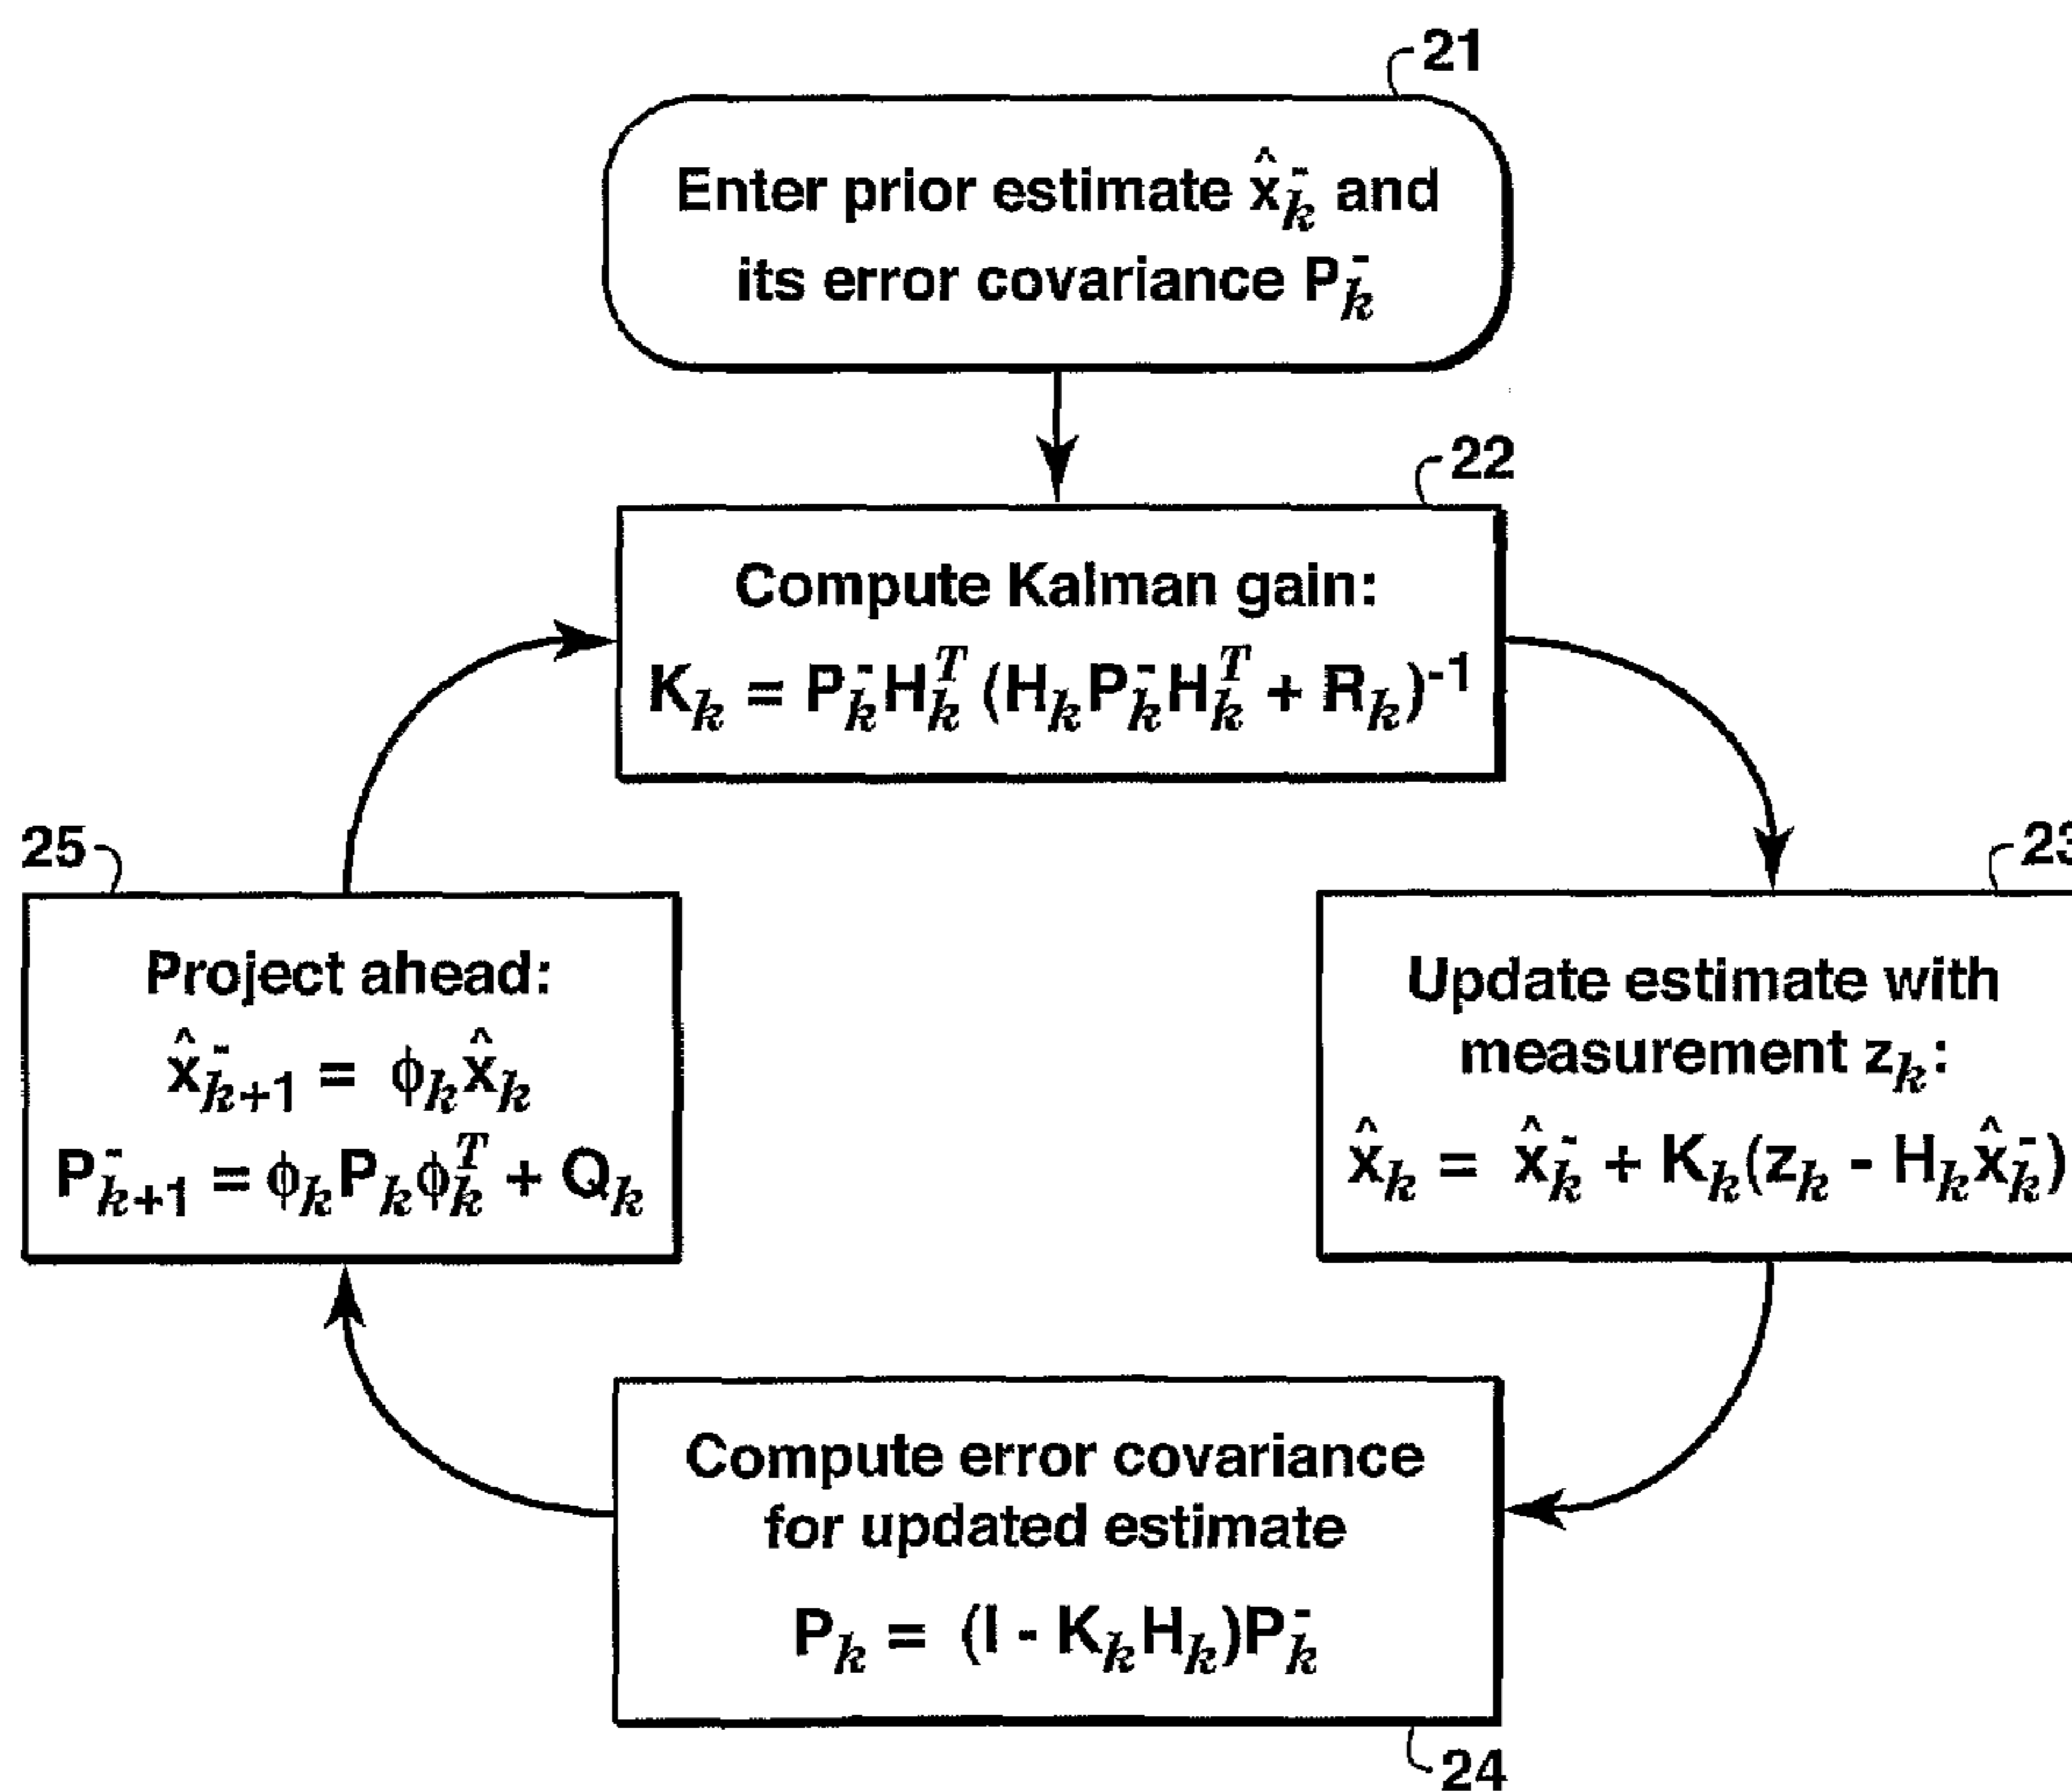 21
Enter prior estimate x̂ₖ⁻ and
its error covariance Pₖ⁻
22
Compute Kalman gain:
Kₖ = Pₖ⁻Hₖᵀ (HₖPₖ⁻Hₖᵀ + Rₖ)⁻¹
25
Project ahead:
x̂ₖ₊₁⁻ = ϕₖx̂ₖ
Pₖ₊₁⁻ = ϕₖPₖϕₖᵀ + Qₖ
23
Update estimate with
measurement zₖ:
x̂ₖ = x̂ₖ⁻ + Kₖ(zₖ - Hₖx̂ₖ⁻)
Compute error covariance
for updated estimate
Pₖ = (I - KₖHₖ)Pₖ⁻
24